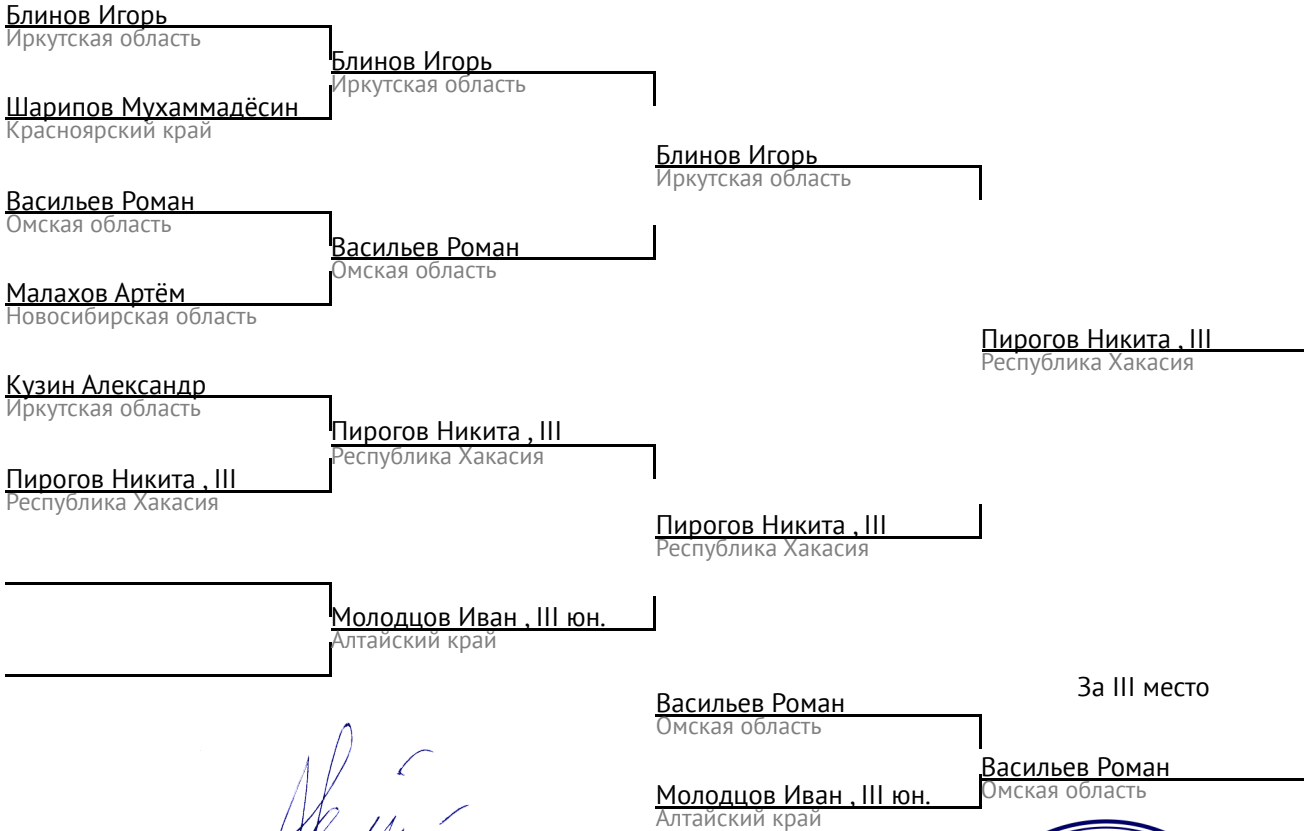 Блинов Игорь
Иркутская область
Шарипов Мухаммадёсин
Красноярский край
Васильев Роман
Омская область
Малахов Артём
Новосибирская область
Кузин Александр
Иркутская область
Пирогов Никита , III
Республика Хакасия
Блинов Игорь
Иркутская область
Васильев Роман
Омская область
Пирогов Никита , III
Республика Хакасия
Молодцов Иван , III юн.
Алтайский край
Блинов Игорь
Иркутская область
Пирогов Никита , III
Республика Хакасия
Пирогов Никита , III
Республика Хакасия
За III место
Васильев Роман
Омская область
Молодцов Иван , III юн.
Алтайский край
Васильев Роман
Омская область